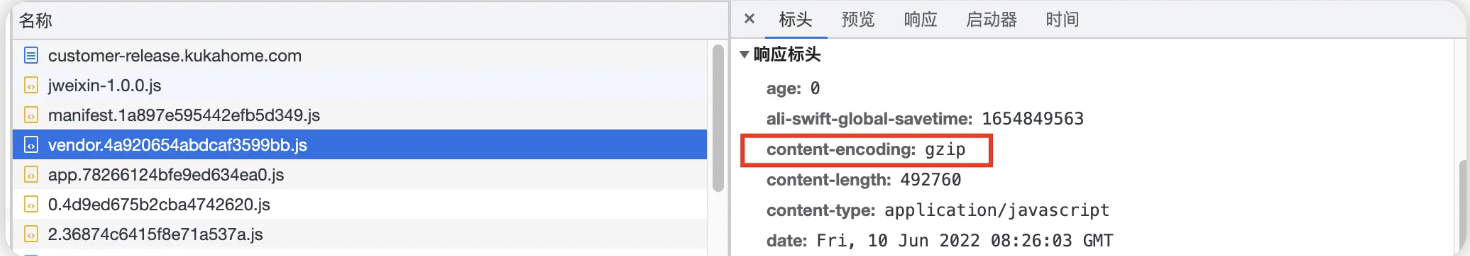 名称
customer-release.kukahome.com
jweixin-1.0.0.js
manifest.1a897e595442efb5d349.js
vendor.4a920654abdcaf3599bb.js
app.78266124bfe9ed634ea0.js
0.4d9ed675b2cba4742620.js
2.36874c6415f8e71a537a.js
× 标头 预览 响应 启动器 时间
▼响应标头
age: 0
ali-swift-global-savetime: 1654849563
content-encoding: gzip
content-length: 492760
content-type: application/javascript
date: Fri, 10 Jun 2022 08:26:03 GMT